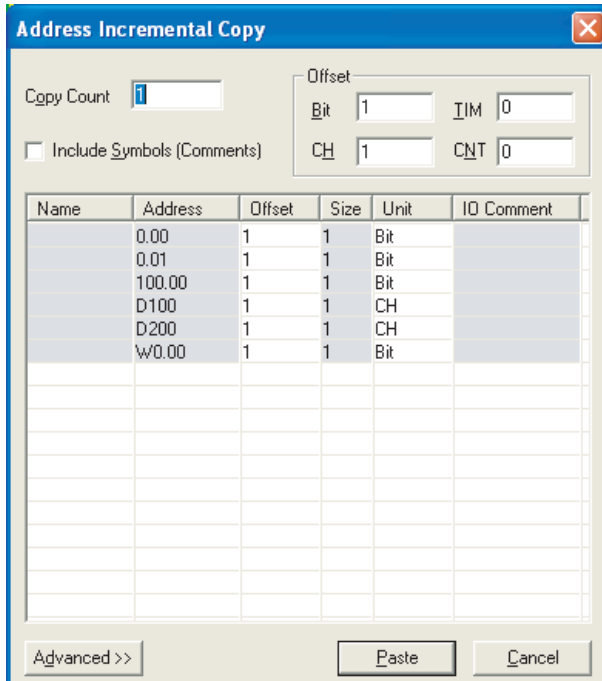 Address Incremental Copy
Copy Count 1
Include Symbols (Comments)
Offset
Bit 1 TIM 0
CH 1 CNT 0
Name Address Offset Size Unit IO Comment
0.00 1 1 Bit
0.01 1 1 Bit
100.00 1 1 Bit
D100 1 1 CH
D200 1 1 CH
W0.00 1 1 Bit
Advanced >> Paste Cancel